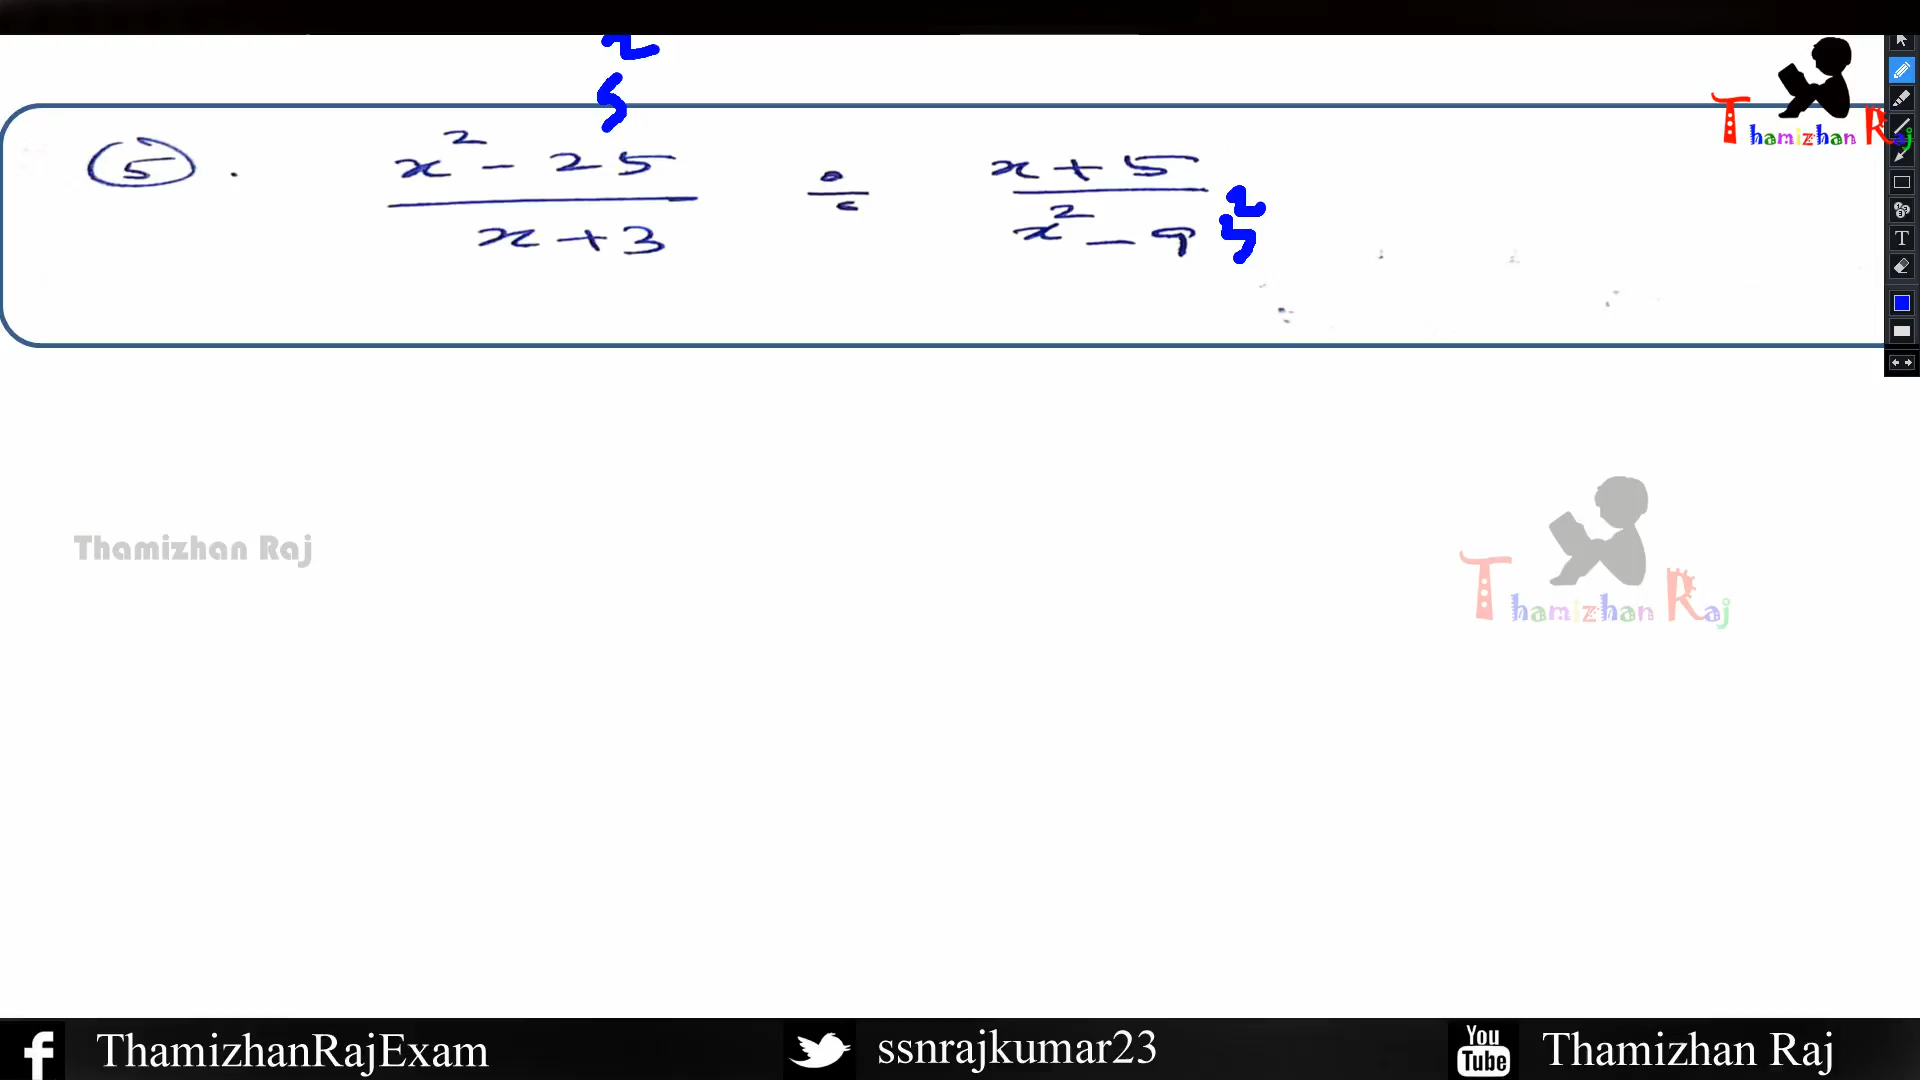 Thamizhan Raj
(5). x² - 25 / x + 3 ÷ x + 5 / x² - 9
Thamizhan Raj
Thamizhan Raj
ThamizhanRajExam
ssnrajkumar23
You Tube
Thamizhan Raj